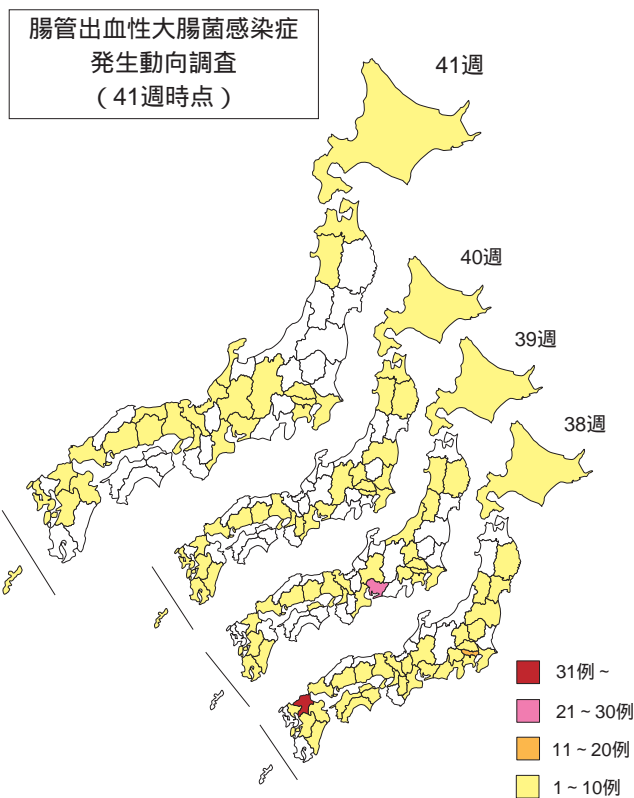 腸管出血性大腸菌感染症
発生動向調査
（41週時点）
41週
40週
39週
38週
31例～
21～30例
11～20例
1～10例